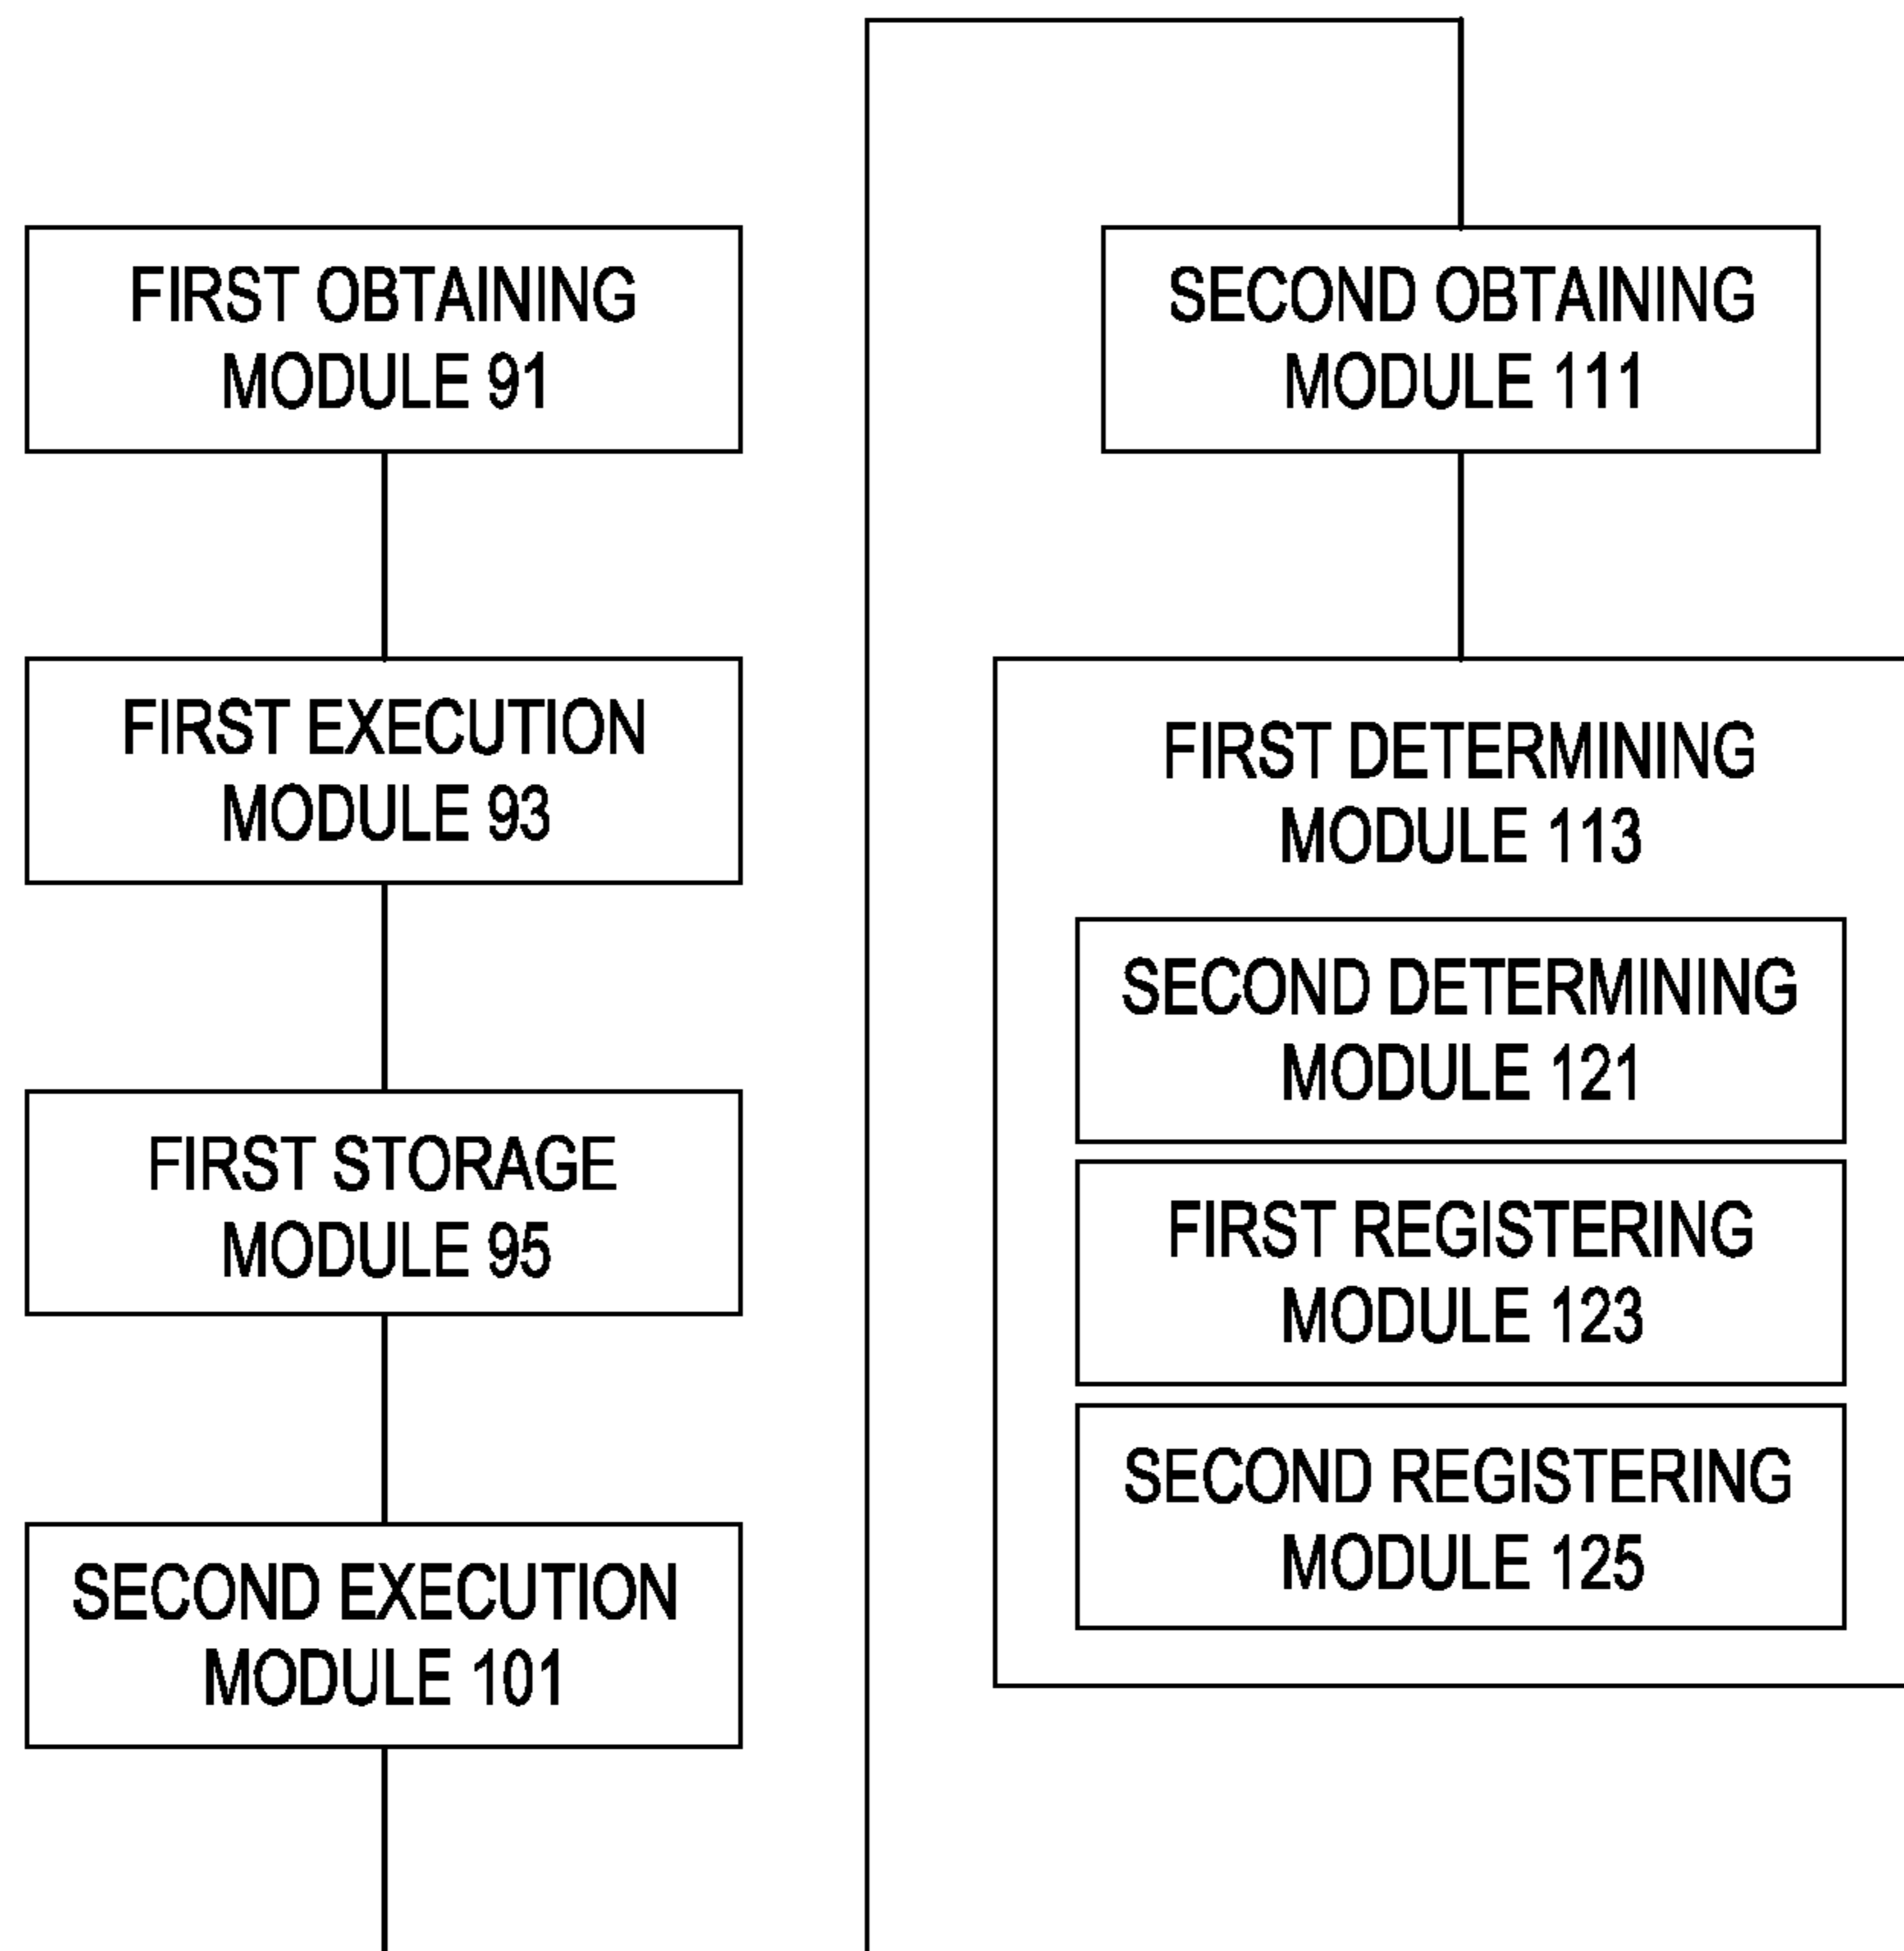 FIRST OBTAINING
MODULE 91
FIRST EXECUTION
MODULE 93
FIRST STORAGE
MODULE 95
SECOND EXECUTION
MODULE 101
SECOND OBTAINING
MODULE 111
FIRST DETERMINING
MODULE 113
SECOND DETERMINING
MODULE 121
FIRST REGISTERING
MODULE 123
SECOND REGISTERING
MODULE 125